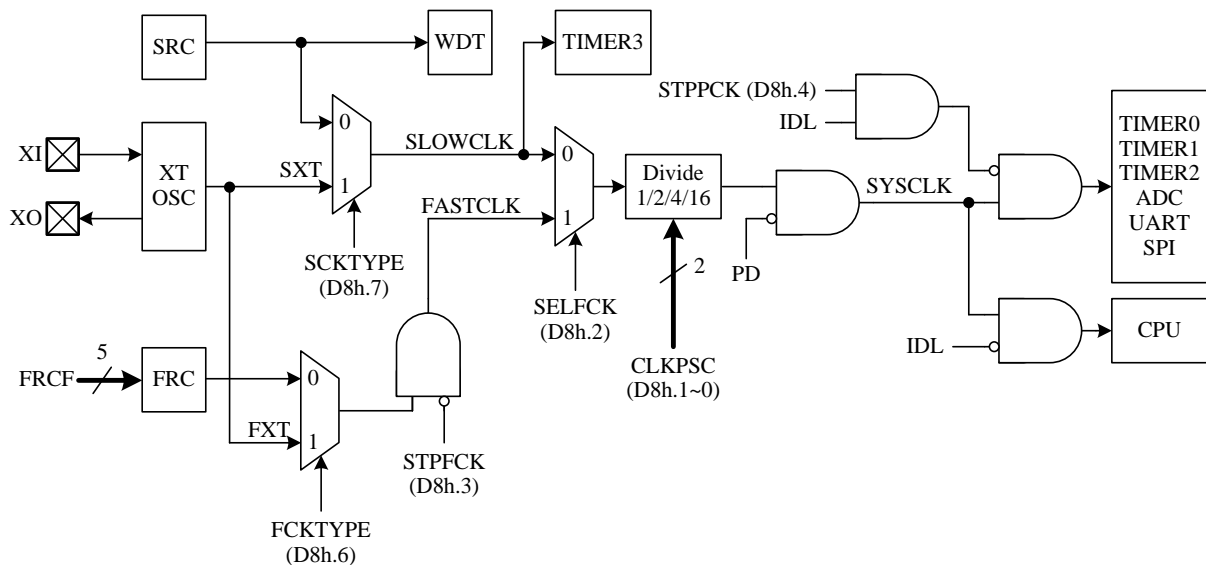 SRC
WDT
TIMER3
STPPCK (D8h.4)
IDL
XI
XO
XT
OSC
SXT
0
1
SCKTYPE
(D8h.7)
SLOWCLK
FASTCLK
0
1
SELFCK
(D8h.2)
Divide
1/2/4/16
2
CLKPSC
(D8h.1~0)
PD
SYSCLK
TIMER0
TIMER1
TIMER2
ADC
UART
SPI
IDL
CPU
FRCF
5
FRC
FXT
0
1
FCKTYPE
(D8h.6)
STPFCK
(D8h.3)